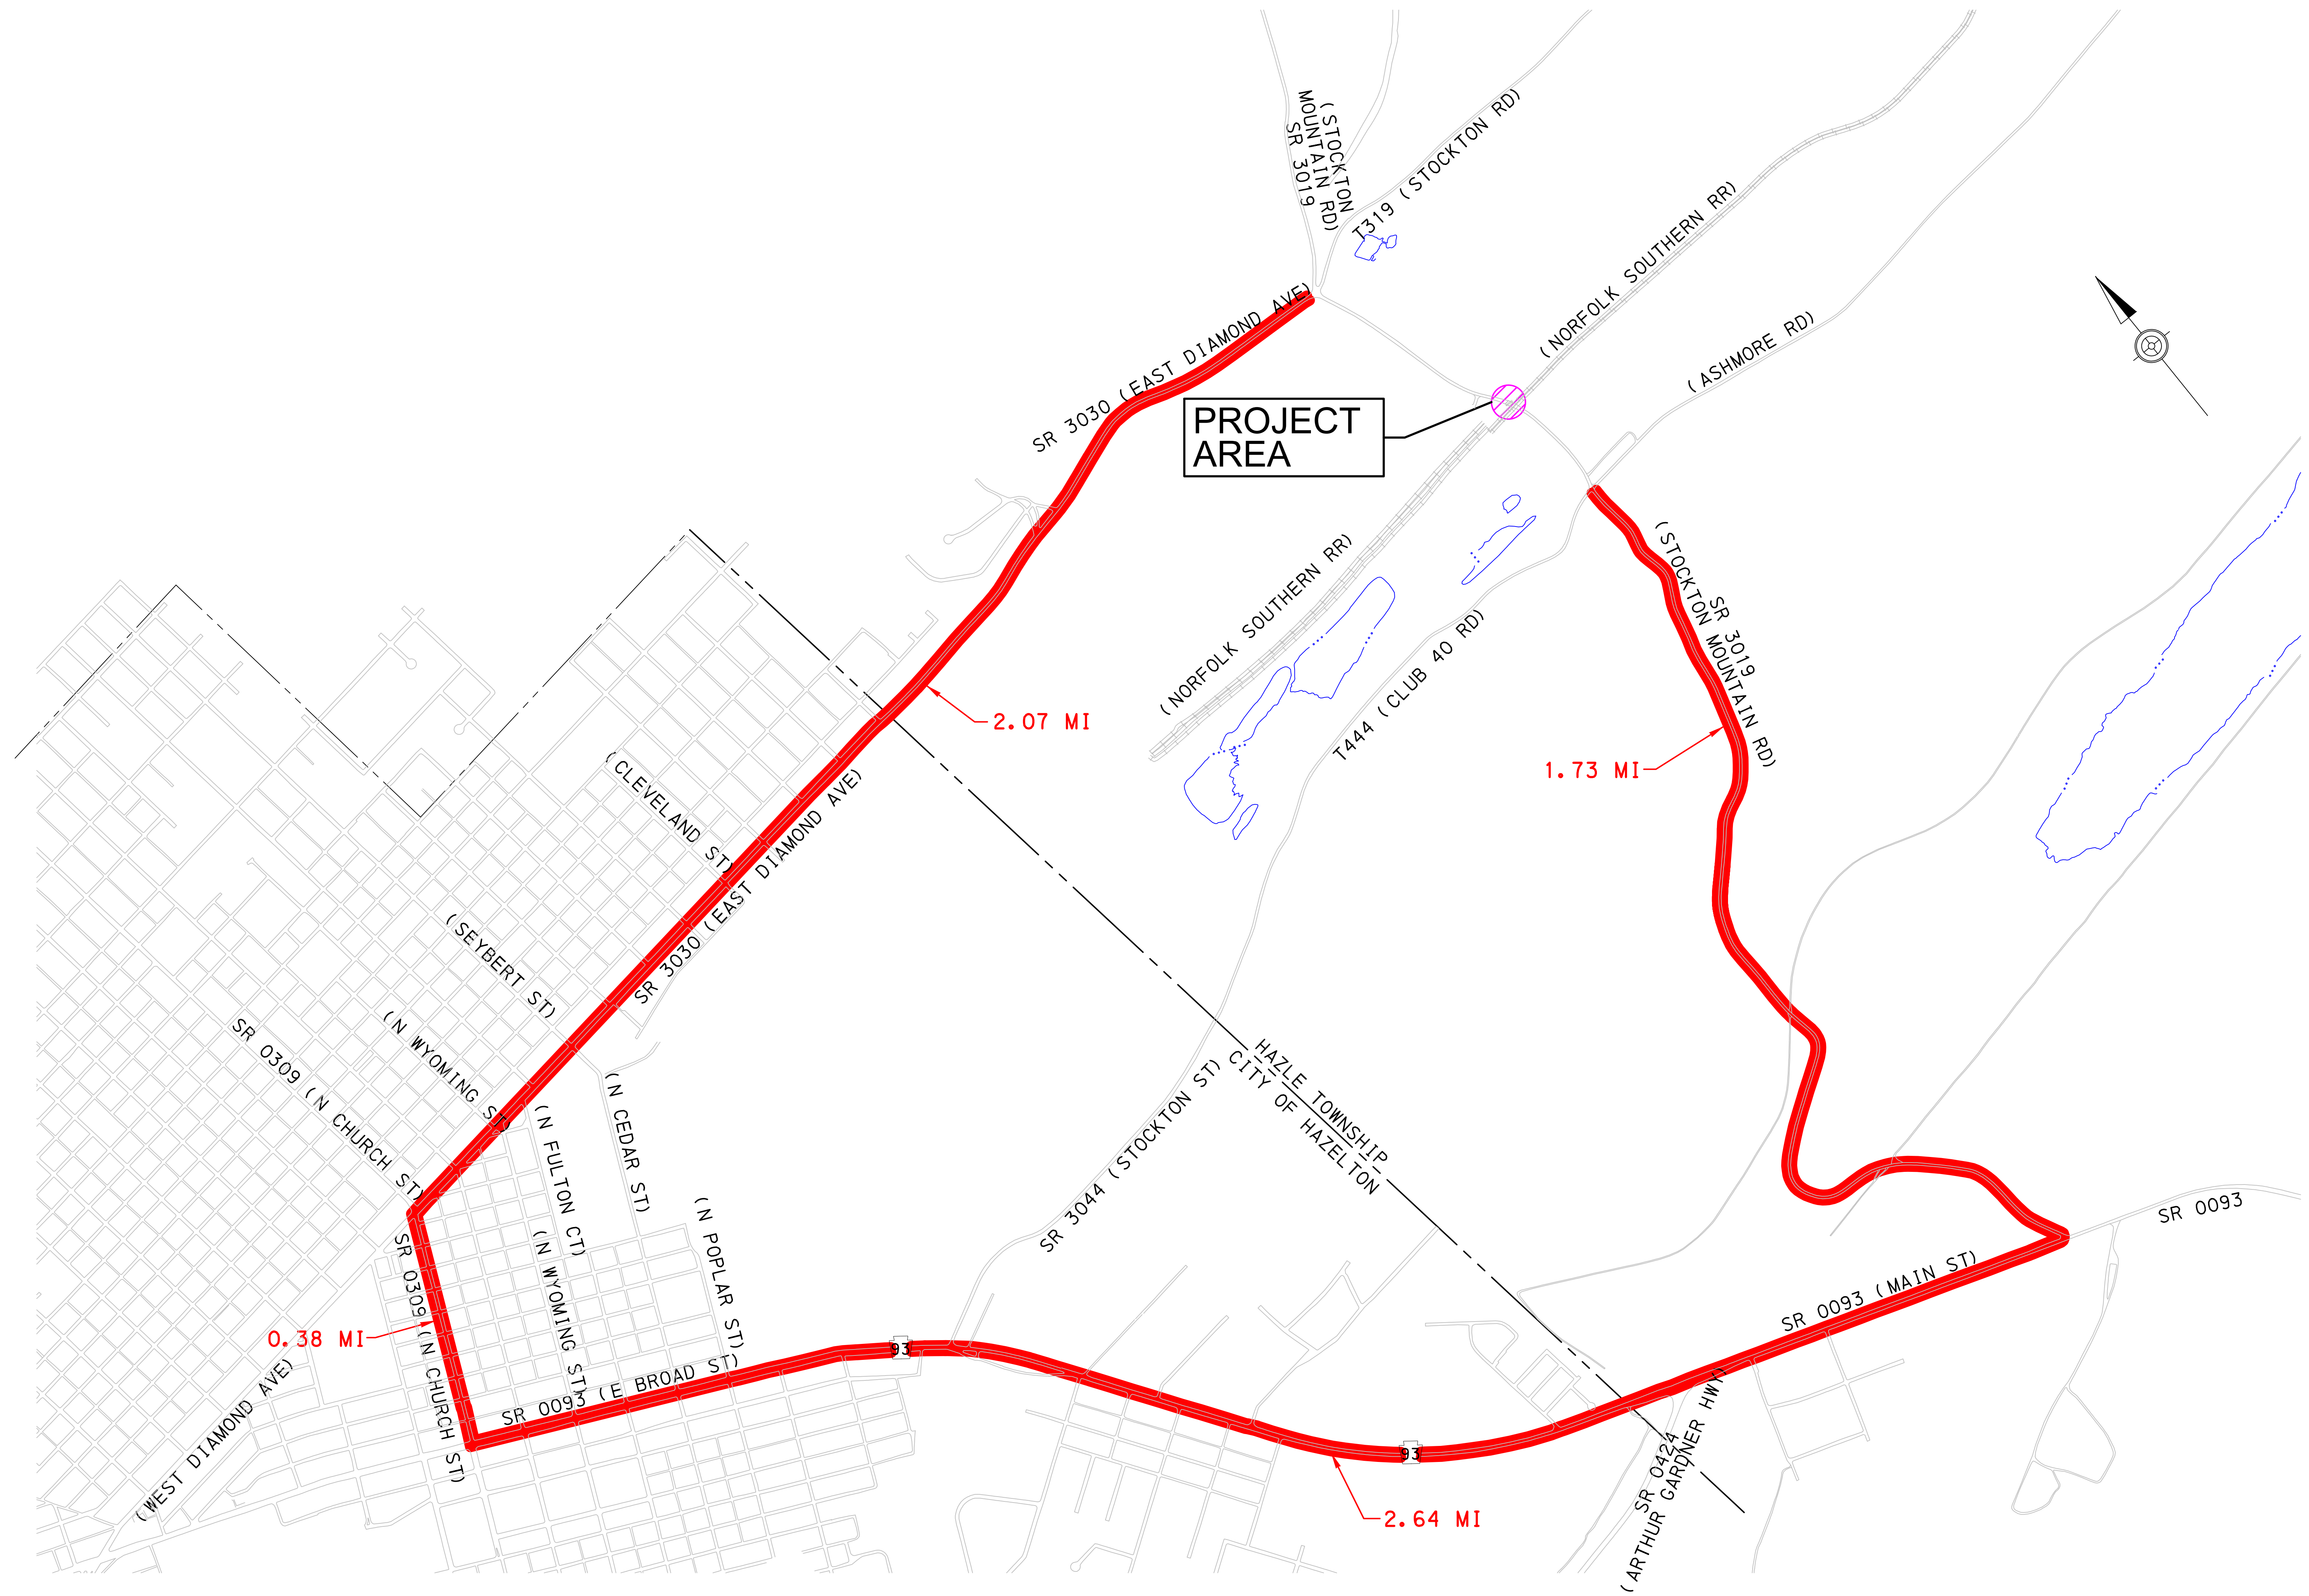 (STOCKTON
MOUNTAIN RD)
SR 3019
T319 (STOCKTON RD)
(NORFOLK SOUTHERN RR)
(ASHMORE RD)
SR 3030 (EAST DIAMOND AVE)
PROJECT
AREA
(NORFOLK SOUTHERN RR)
SR 3019
(STOCKTON MOUNTAIN RD)
T444 (CLUB 40 RD)
2.07 MI
1.73 MI
(CLEVELAND ST)
SR 3030 (EAST DIAMOND AVE)
(SEYBERT ST)
(N WYOMING ST)
SR 0309 (N CHURCH ST)
(N FULTON CT)
(N CEDAR ST)
(N POPLAR ST)
(N WYOMING ST)
SR 3044 (STOCKTON ST)
HAZLE TOWNSHIP
CITY OF HAZELTON
SR 0093
SR 0093 (MAIN ST)
SR 0309 (N CHURCH ST)
0.38 MI
(WEST DIAMOND AVE)
SR 0093 (E BROAD ST)
93
93
2.64 MI
SR 0424
(ARTHUR GARDNER HWY)